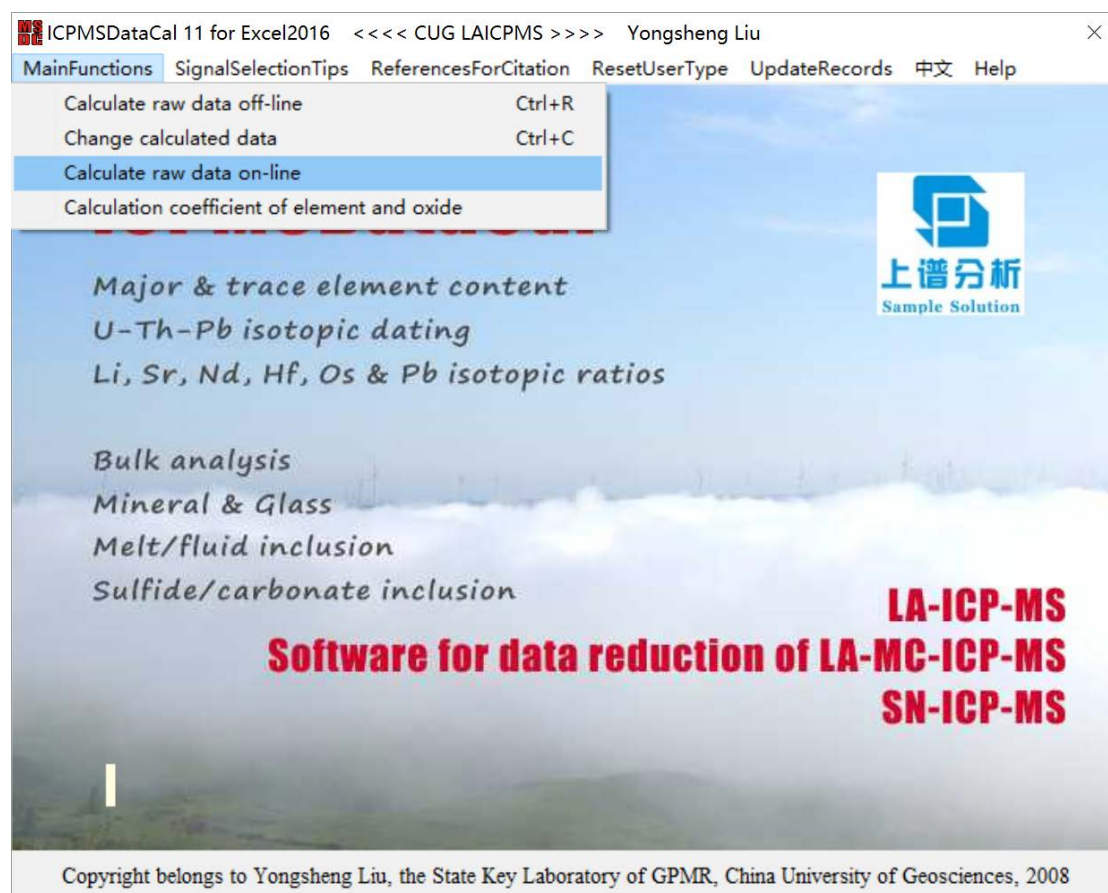 MS
DC
ICPMSDataCal 11 for Excel2016 <<<< CUG LAICPMS >>>> Yongsheng Liu
MainFunctions SignalSelectionTips ReferencesForCitation ResetUserType UpdateRecords 中文 Help
Calculate raw data off-line Ctrl+R
Change calculated data Ctrl+C
Calculate raw data on-line
Calculation coefficient of element and oxide
上谱分析
Sample Solution
Major & trace element content
U-Th-Pb isotopic dating
Li, Sr, Nd, Hf, Os & Pb isotopic ratios
Bulk analysis
Mineral & Glass
Melt/fluid inclusion
Sulfide/carbonate inclusion
LA-ICP-MS
Software for data reduction of LA-MC-ICP-MS
SN-ICP-MS
Copyright belongs to Yongsheng Liu, the State Key Laboratory of GPMR, China University of Geosciences, 2008